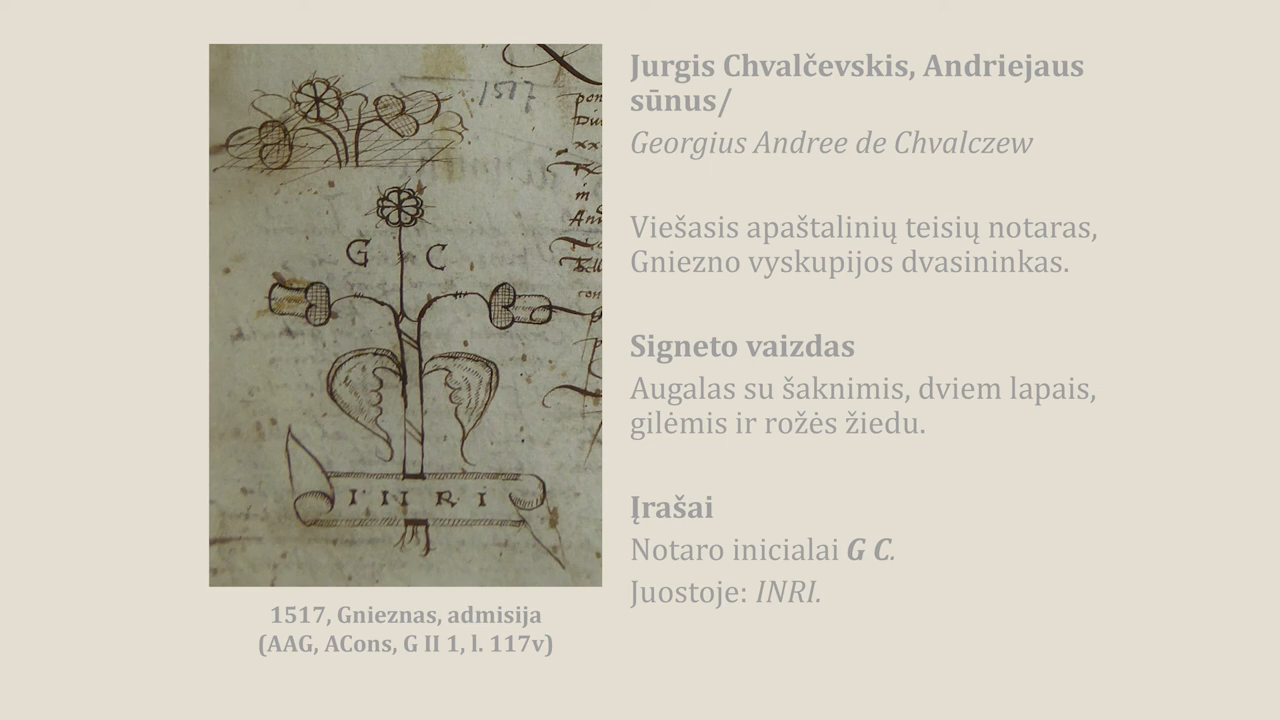 1517
G C
I N R I
1517, Gnieznas, admisija
(AAG, ACons, G II 1, l. 117v)
Jurgis Chvalčevskis, Andriejaus
sūnus/
Georgius Andree de Chvalczew
Viešasis apaštalinių teisių notaras,
Gniezno vyskupijos dvasininkas.
Signeto vaizdas
Augalas su šaknimis, dviem lapais,
gilėmis ir rožės žiedu.
Įrašai
Notaro inicialai G C.
Juostoje: INRI.